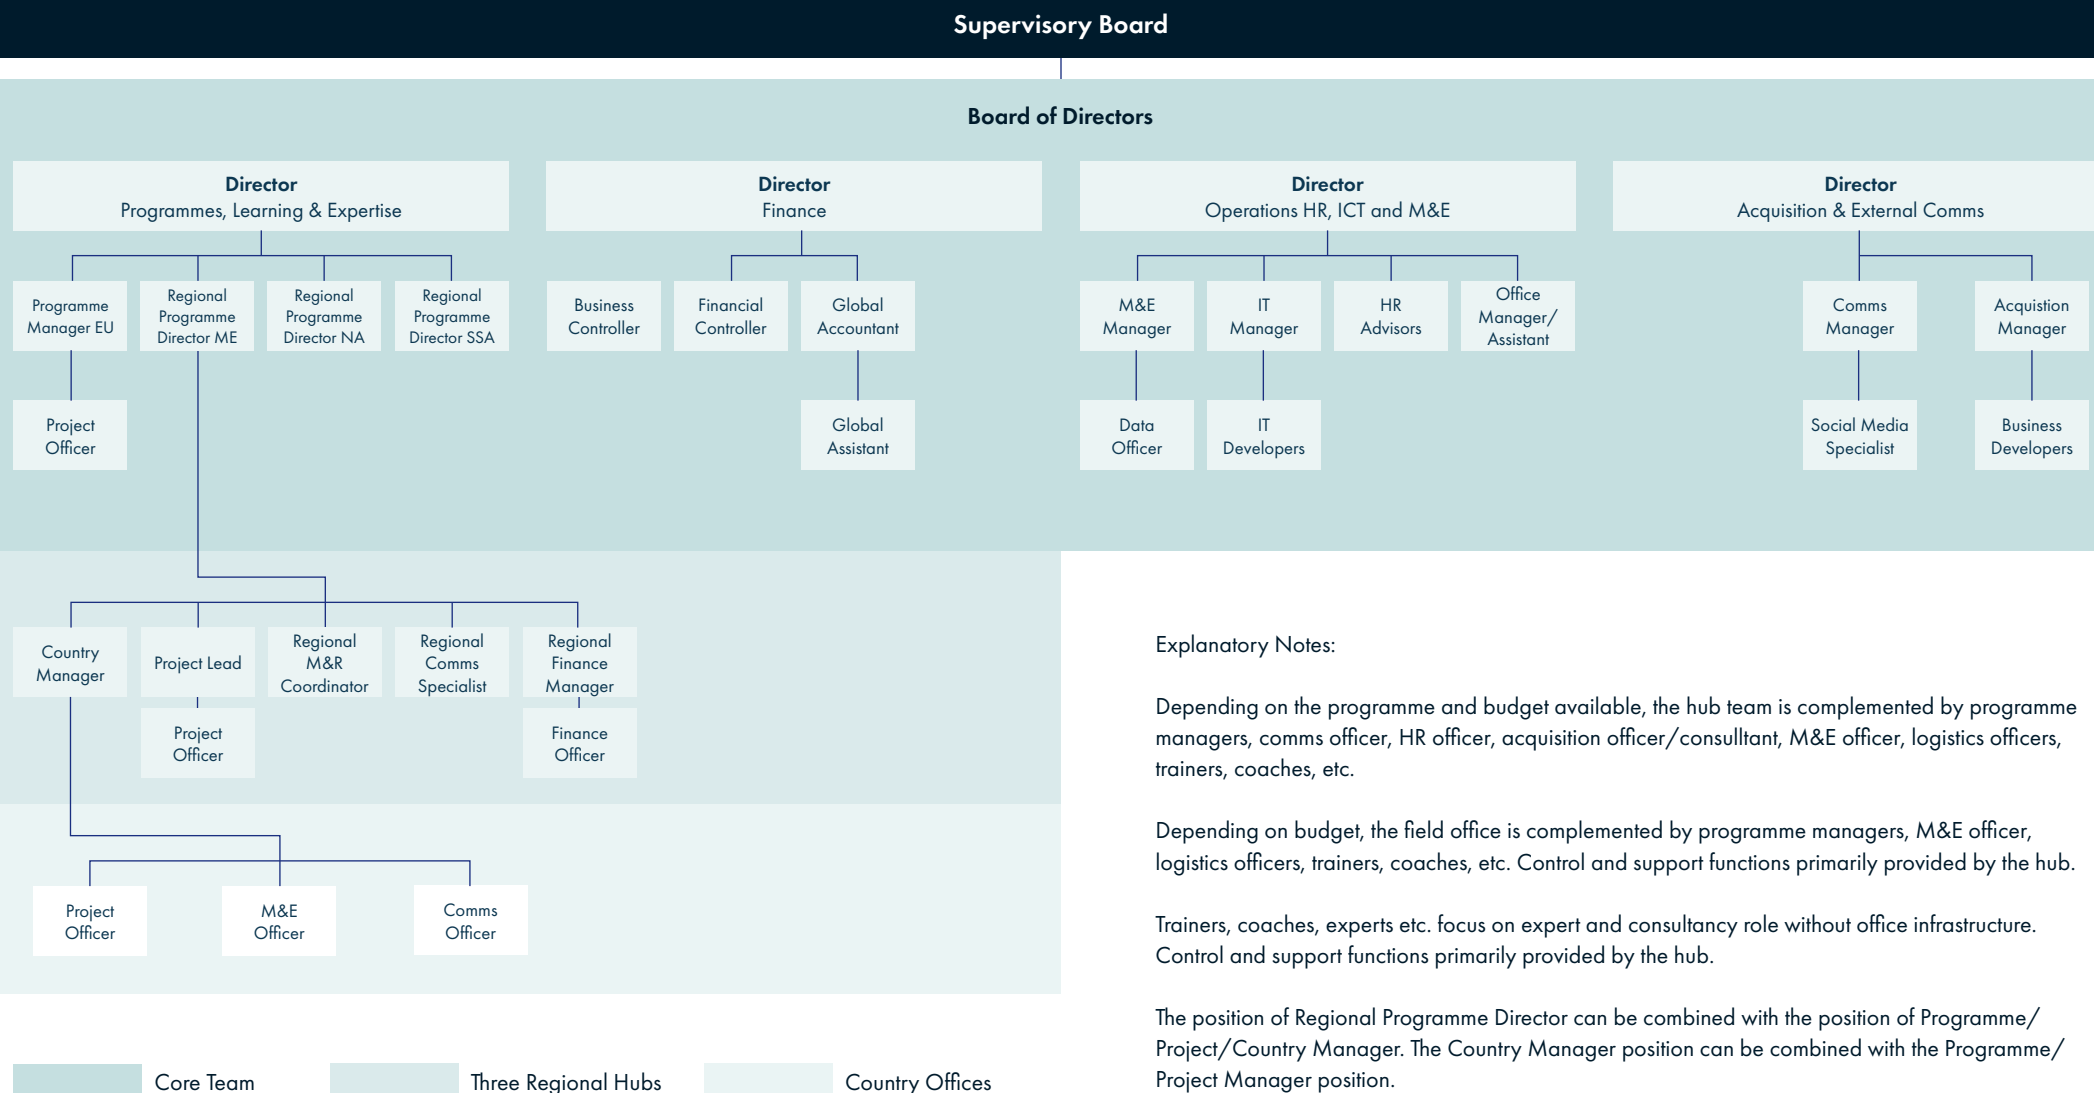 Supervisory Board
Board of Directors
Director
Programmes, Learning & Expertise
Director
Finance
Director
Operations HR, ICT and M&E
Director
Acquisition & External Comms
Programme
Manager EU
Regional
Programme
Director ME
Regional
Programme
Director NA
Regional
Programme
Director SSA
Business
Controller
Financial
Controller
Global
Accountant
M&E
Manager
IT
Manager
HR
Advisors
Office
Manager/
Assistant
Comms
Manager
Acquistion
Manager
Project
Officer
Global
Assistant
Data
Officer
IT
Developers
Social Media
Specialist
Business
Developers
Country
Manager
Project Lead
Regional
M&R
Coordinator
Regional
Comms
Specialist
Regional
Finance
Manager
Project
Officer
Finance
Officer
Project
Officer
M&E
Officer
Comms
Officer
Explanatory Notes:
Depending on the programme and budget available, the hub team is complemented by programme
managers, comms officer, HR officer, acquisition officer/consulltant, M&E officer, logistics officers,
trainers, coaches, etc.
Depending on budget, the field office is complemented by programme managers, M&E officer,
logistics officers, trainers, coaches, etc. Control and support functions primarily provided by the hub.
Trainers, coaches, experts etc. focus on expert and consultancy role without office infrastructure.
Control and support functions primarily provided by the hub.
The position of Regional Programme Director can be combined with the position of Programme/
Project/Country Manager. The Country Manager position can be combined with the Programme/
Project Manager position.
Core Team
Three Regional Hubs
Country Offices